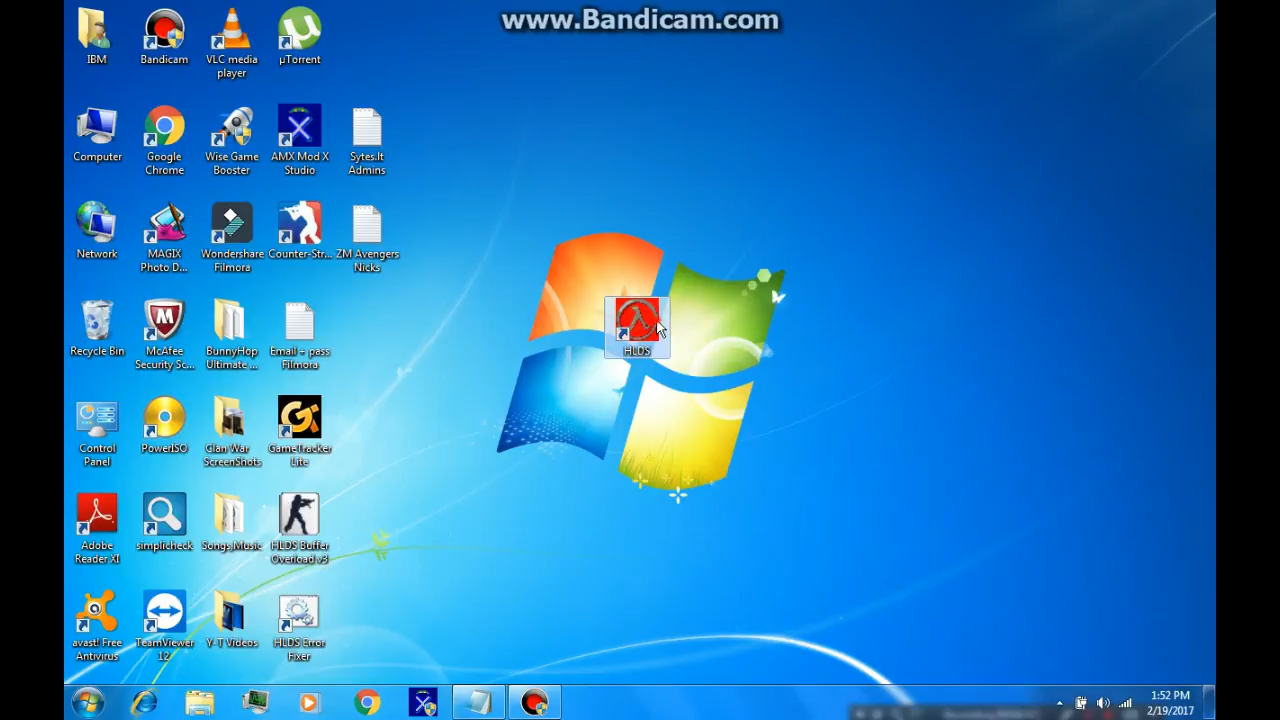 www.Bandicam.com
IBM
Bandicam
VLC media
player
µTorrent
Computer
Google
Chrome
Wise Game
Booster
AMX Mod X
Studio
Sytes.lt
Admins
Network
MAGIX
Photo D...
Wondershare
Filmora
Counter-Str...
ZM Avengers
Nicks
Recycle Bin
McAfee
Security Sc...
BunnyHop
Ultimate ...
Email + pass
Filmora
HLDS
Control
Panel
PowerISO
Clan War
ScreenShots
GameTracker
Lite
Adobe
Reader XI
simplicheck
Songs,Music
HLDS Buffer
Overload v3
avast! Free
Antivirus
TeamViewer
12
Y-T Videos
HLDS Error
Fixer
1:52 PM
2/19/2017